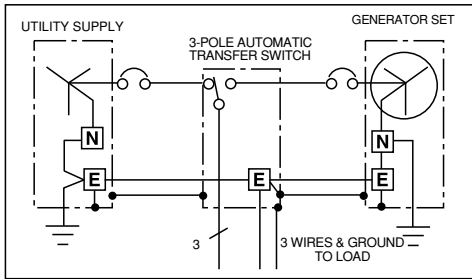 UTILITY SUPPLY
GENERATOR SET
3-POLE AUTOMATIC
TRANSFER SWITCH
N
N
E
E
E
3
3 WIRES & GROUND
TO LOAD